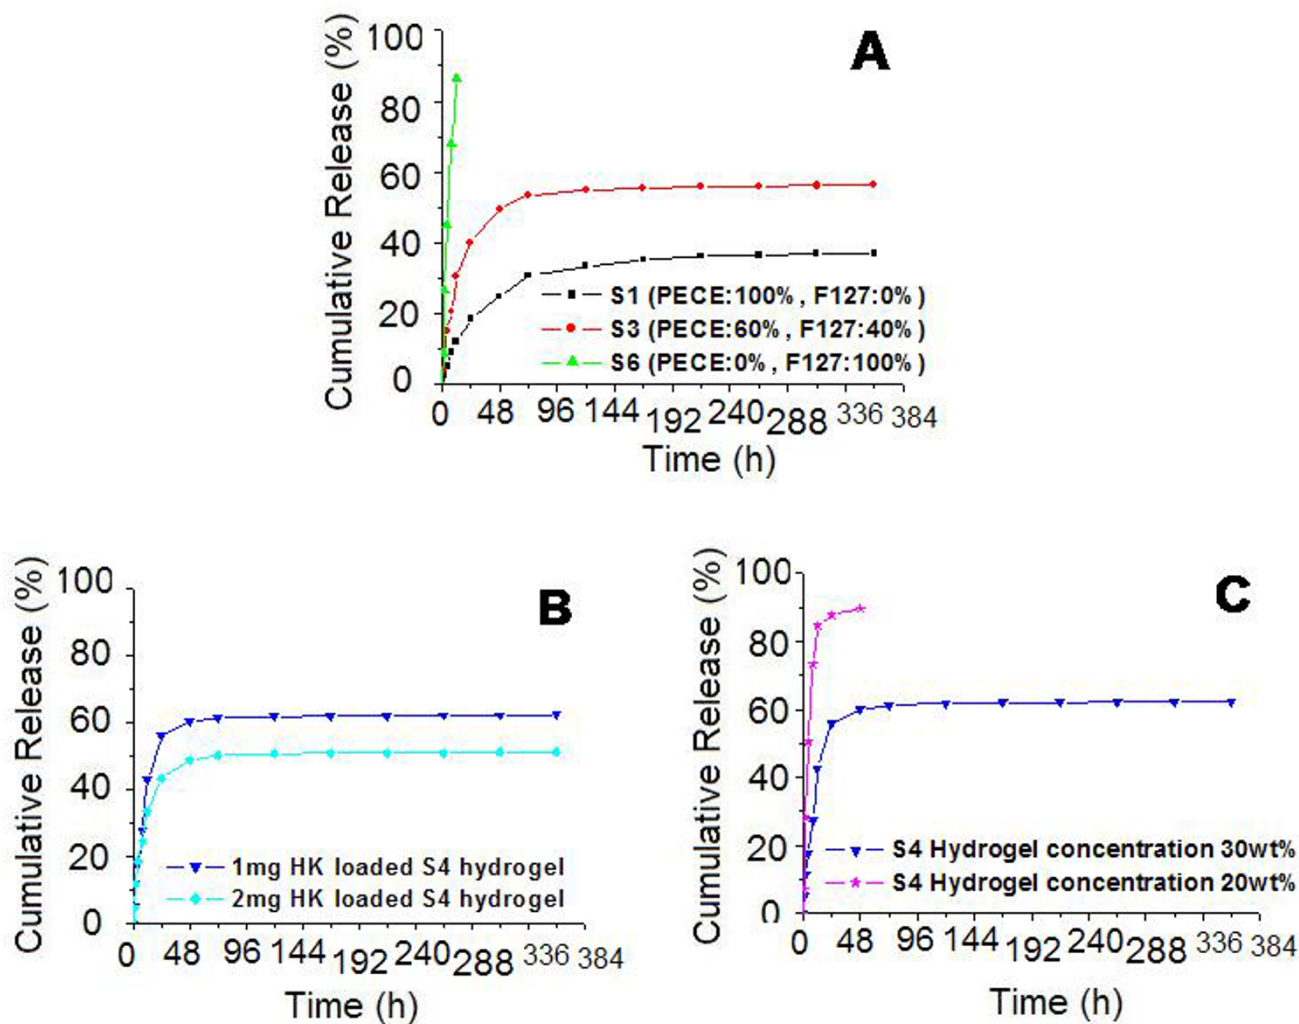 A
Cumulative Release (%)
100
80
60
40
20
0
S1 (PECE:100%, F127:0%)
S3 (PECE:60%, F127:40%)
S6 (PECE:0%, F127:100%)
0 48 96 144 192 240 288 336 384
Time (h)
B
Cumulative Release (%)
100
80
60
40
20
0
1mg HK loaded S4 hydrogel
2mg HK loaded S4 hydrogel
0 48 96 144 192 240 288 336 384
Time (h)
C
Cumulative Release (%)
100
80
60
40
20
0
S4 Hydrogel concentration 30wt%
S4 Hydrogel concentration 20wt%
0 48 96 144 192 240 288 336 384
Time (h)